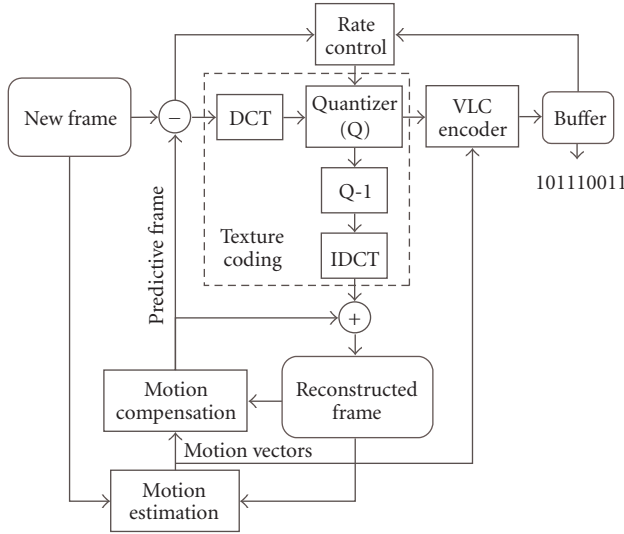 Rate
control
New frame
−
DCT
Quantizer
(Q)
VLC
encoder
Buffer
101110011
Q-1
Texture
coding
IDCT
Predictive frame
+
Motion
compensation
Reconstructed
frame
Motion vectors
Motion
estimation